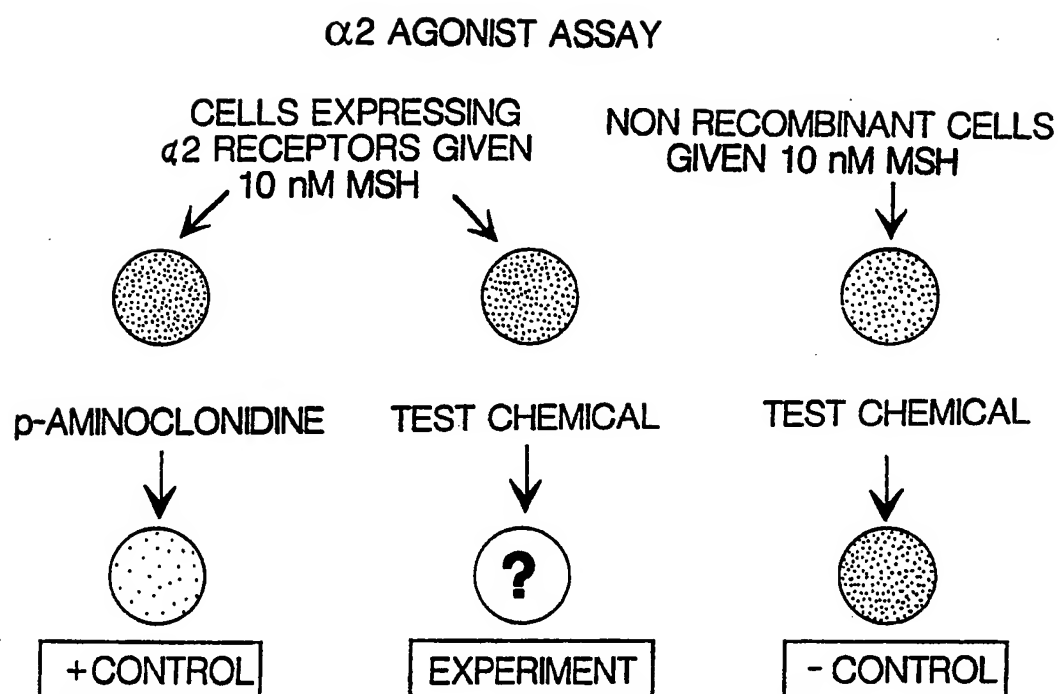 α2 AGONIST ASSAY
CELLS EXPRESSING
α2 RECEPTORS GIVEN
10 nM MSH
NON RECOMBINANT CELLS
GIVEN 10 nM MSH
p-AMINOCLONIDINE
TEST CHEMICAL
TEST CHEMICAL
?
+CONTROL
EXPERIMENT
- CONTROL